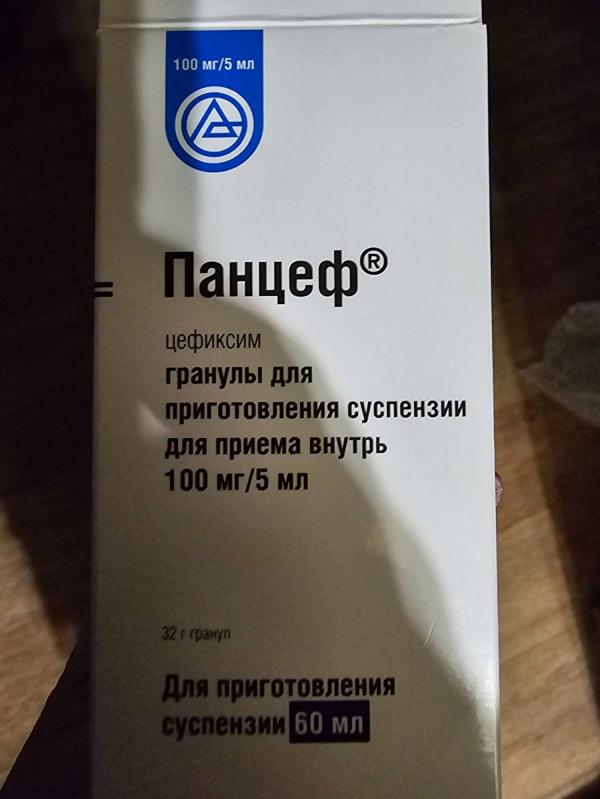 100 мг/5 мл
Панцеф®
цефиксим
гранулы для
приготовления суспензии
для приема внутрь
100 мг/5 мл
32 г гранул
Для приготовления
суспензии 60 мл